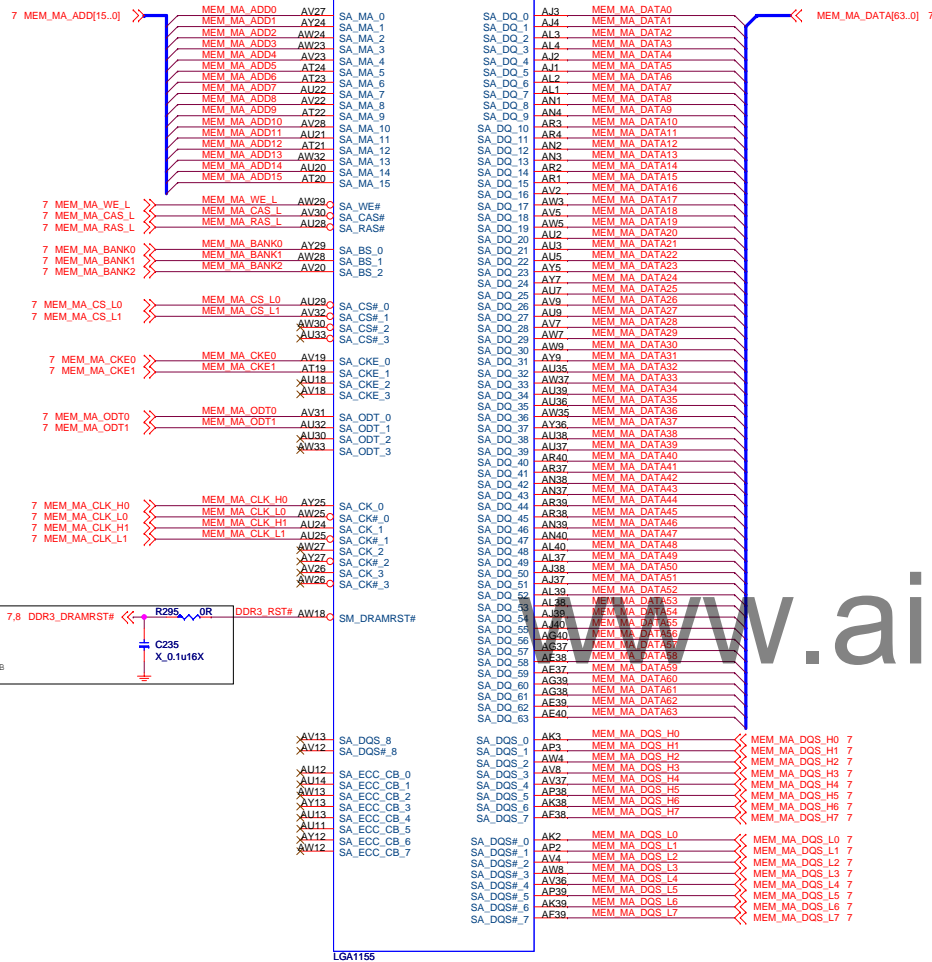 7 MEM_MA_ADD[15..0]
MEM_MA_ADD0 AV27 SA_MA_0
MEM_MA_ADD1 AY24 SA_MA_1
MEM_MA_ADD2 AW24 SA_MA_2
MEM_MA_ADD3 AW23 SA_MA_3
MEM_MA_ADD4 AV23 SA_MA_4
MEM_MA_ADD5 AT24 SA_MA_5
MEM_MA_ADD6 AT23 SA_MA_6
MEM_MA_ADD7 AU22 SA_MA_7
MEM_MA_ADD8 AV22 SA_MA_8
MEM_MA_ADD9 AT22 SA_MA_9
MEM_MA_ADD10 AV28 SA_MA_10
MEM_MA_ADD11 AU21 SA_MA_11
MEM_MA_ADD12 AT21 SA_MA_12
MEM_MA_ADD13 AW32 SA_MA_13
MEM_MA_ADD14 AU20 SA_MA_14
MEM_MA_ADD15 AT20 SA_MA_15
7 MEM_MA_WE_L MEM_MA_WE_L AW29 SA_WE#
7 MEM_MA_CAS_L MEM_MA_CAS_L AV30 SA_CAS#
7 MEM_MA_RAS_L MEM_MA_RAS_L AU28 SA_RAS#
7 MEM_MA_BANK0 MEM_MA_BANK0 AY29 SA_BS_0
7 MEM_MA_BANK1 MEM_MA_BANK1 AW28 SA_BS_1
7 MEM_MA_BANK2 MEM_MA_BANK2 AV20 SA_BS_2
7 MEM_MA_CS_L0 MEM_MA_CS_L0 AU29 SA_CS#_0
7 MEM_MA_CS_L1 MEM_MA_CS_L1 AV32 SA_CS#_1
AW30 SA_CS#_2
AU33 SA_CS#_3
7 MEM_MA_CKE0 MEM_MA_CKE0 AV19 SA_CKE_0
7 MEM_MA_CKE1 MEM_MA_CKE1 AT19 SA_CKE_1
AU18 SA_CKE_2
AV18 SA_CKE_3
7 MEM_MA_ODT0 MEM_MA_ODT0 AV31 SA_ODT_0
7 MEM_MA_ODT1 MEM_MA_ODT1 AU32 SA_ODT_1
AU30 SA_ODT_2
AW33 SA_ODT_3
7 MEM_MA_CLK_H0 MEM_MA_CLK_H0 AY25 SA_CK_0
7 MEM_MA_CLK_L0 MEM_MA_CLK_L0 AW25 SA_CK#_0
7 MEM_MA_CLK_H1 MEM_MA_CLK_H1 AU24 SA_CK_1
7 MEM_MA_CLK_L1 MEM_MA_CLK_L1 AU25 SA_CK#_1
AW27 SA_CK_2
AY27 SA_CK#_2
AV26 SA_CK_3
AW26 SA_CK#_3
7,8 DDR3_DRAMRST# R295 0R DDR3_RST# AW18 SM_DRAMRST#
C235
X_0.1u16X
B
AV13 SA_DQS_8
AV12 SA_DQS#_8
AU12 SA_ECC_CB_0
AU14 SA_ECC_CB_1
AW13 SA_ECC_CB_2
AY13 SA_ECC_CB_3
AU13 SA_ECC_CB_4
AU11 SA_ECC_CB_5
AY12 SA_ECC_CB_6
AW12 SA_ECC_CB_7
SA_DQ_0 AJ3 MEM_MA_DATA0
SA_DQ_1 AJ4 MEM_MA_DATA1
SA_DQ_2 AL3 MEM_MA_DATA2
SA_DQ_3 AL4 MEM_MA_DATA3
SA_DQ_4 AJ2 MEM_MA_DATA4
SA_DQ_5 AJ1 MEM_MA_DATA5
SA_DQ_6 AL2 MEM_MA_DATA6
SA_DQ_7 AL1 MEM_MA_DATA7
SA_DQ_8 AN1 MEM_MA_DATA8
SA_DQ_9 AN4 MEM_MA_DATA9
SA_DQ_10 AR3 MEM_MA_DATA10
SA_DQ_11 AR4 MEM_MA_DATA11
SA_DQ_12 AN2 MEM_MA_DATA12
SA_DQ_13 AN3 MEM_MA_DATA13
SA_DQ_14 AR2 MEM_MA_DATA14
SA_DQ_15 AR1 MEM_MA_DATA15
SA_DQ_16 AV2 MEM_MA_DATA16
SA_DQ_17 AW3 MEM_MA_DATA17
SA_DQ_18 AV5 MEM_MA_DATA18
SA_DQ_19 AW5 MEM_MA_DATA19
SA_DQ_20 AU2 MEM_MA_DATA20
SA_DQ_21 AU3 MEM_MA_DATA21
SA_DQ_22 AU5 MEM_MA_DATA22
SA_DQ_23 AY5 MEM_MA_DATA23
SA_DQ_24 AY7 MEM_MA_DATA24
SA_DQ_25 AU7 MEM_MA_DATA25
SA_DQ_26 AV9 MEM_MA_DATA26
SA_DQ_27 AU9 MEM_MA_DATA27
SA_DQ_28 AV7 MEM_MA_DATA28
SA_DQ_29 AW7 MEM_MA_DATA29
SA_DQ_30 AW9 MEM_MA_DATA30
SA_DQ_31 AY9 MEM_MA_DATA31
SA_DQ_32 AU35 MEM_MA_DATA32
SA_DQ_33 AW37 MEM_MA_DATA33
SA_DQ_34 AU39 MEM_MA_DATA34
SA_DQ_35 AU36 MEM_MA_DATA35
SA_DQ_36 AW35 MEM_MA_DATA36
SA_DQ_37 AY36 MEM_MA_DATA37
SA_DQ_38 AU38 MEM_MA_DATA38
SA_DQ_39 AU37 MEM_MA_DATA39
SA_DQ_40 AR40 MEM_MA_DATA40
SA_DQ_41 AR37 MEM_MA_DATA41
SA_DQ_42 AN38 MEM_MA_DATA42
SA_DQ_43 AN37 MEM_MA_DATA43
SA_DQ_44 AR39 MEM_MA_DATA44
SA_DQ_45 AR38 MEM_MA_DATA45
SA_DQ_46 AN39 MEM_MA_DATA46
SA_DQ_47 AN40 MEM_MA_DATA47
SA_DQ_48 AL40 MEM_MA_DATA48
SA_DQ_49 AL37 MEM_MA_DATA49
SA_DQ_50 AJ38 MEM_MA_DATA50
SA_DQ_51 AJ37 MEM_MA_DATA51
SA_DQ_52 AL39 MEM_MA_DATA52
SA_DQ_53 AL38 MEM_MA_DATA53
SA_DQ_54 AJ39 MEM_MA_DATA54
SA_DQ_55 AJ40 MEM_MA_DATA55
SA_DQ_56 AG40 MEM_MA_DATA56
SA_DQ_57 AG37 MEM_MA_DATA57
SA_DQ_58 AE38 MEM_MA_DATA58
SA_DQ_59 AE37 MEM_MA_DATA59
SA_DQ_60 AG39 MEM_MA_DATA60
SA_DQ_61 AG38 MEM_MA_DATA61
SA_DQ_62 AE39 MEM_MA_DATA62
SA_DQ_63 AE40 MEM_MA_DATA63
MEM_MA_DATA[63..0] 7
www.ai
SA_DQS_0 AK3 MEM_MA_DQS_H0 MEM_MA_DQS_H0 7
SA_DQS_1 AP3 MEM_MA_DQS_H1 MEM_MA_DQS_H1 7
SA_DQS_2 AW4 MEM_MA_DQS_H2 MEM_MA_DQS_H2 7
SA_DQS_3 AV8 MEM_MA_DQS_H3 MEM_MA_DQS_H3 7
SA_DQS_4 AV37 MEM_MA_DQS_H4 MEM_MA_DQS_H4 7
SA_DQS_5 AP38 MEM_MA_DQS_H5 MEM_MA_DQS_H5 7
SA_DQS_6 AK38 MEM_MA_DQS_H6 MEM_MA_DQS_H6 7
SA_DQS_7 AF38 MEM_MA_DQS_H7 MEM_MA_DQS_H7 7
SA_DQS#_0 AK2 MEM_MA_DQS_L0 MEM_MA_DQS_L0 7
SA_DQS#_1 AP2 MEM_MA_DQS_L1 MEM_MA_DQS_L1 7
SA_DQS#_2 AV4 MEM_MA_DQS_L2 MEM_MA_DQS_L2 7
SA_DQS#_3 AW8 MEM_MA_DQS_L3 MEM_MA_DQS_L3 7
SA_DQS#_4 AV36 MEM_MA_DQS_L4 MEM_MA_DQS_L4 7
SA_DQS#_5 AP39 MEM_MA_DQS_L5 MEM_MA_DQS_L5 7
SA_DQS#_6 AK39 MEM_MA_DQS_L6 MEM_MA_DQS_L6 7
SA_DQS#_7 AF39 MEM_MA_DQS_L7 MEM_MA_DQS_L7 7
LGA1155